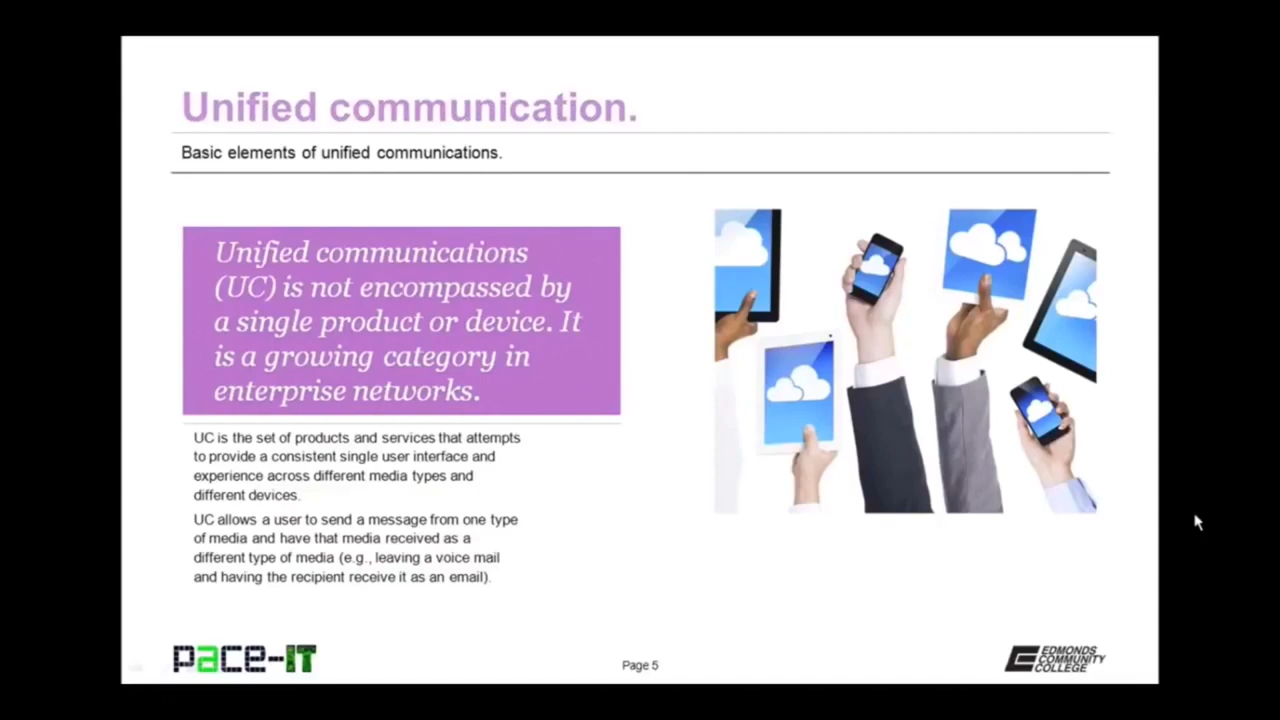 Unified communication.
Basic elements of unified communications.
Unified communications
(UC) is not encompassed by
a single product or device. It
is a growing category in
enterprise networks.
UC is the set of products and services that attempts
to provide a consistent single user interface and
experience across different media types and
different devices.
UC allows a user to send a message from one type
of media and have that media received as a
different type of media (e.g., leaving a voice mail
and having the recipient receive it as an email).
pace-IT
Page 5
EDMONDS
COMMUNITY
COLLEGE